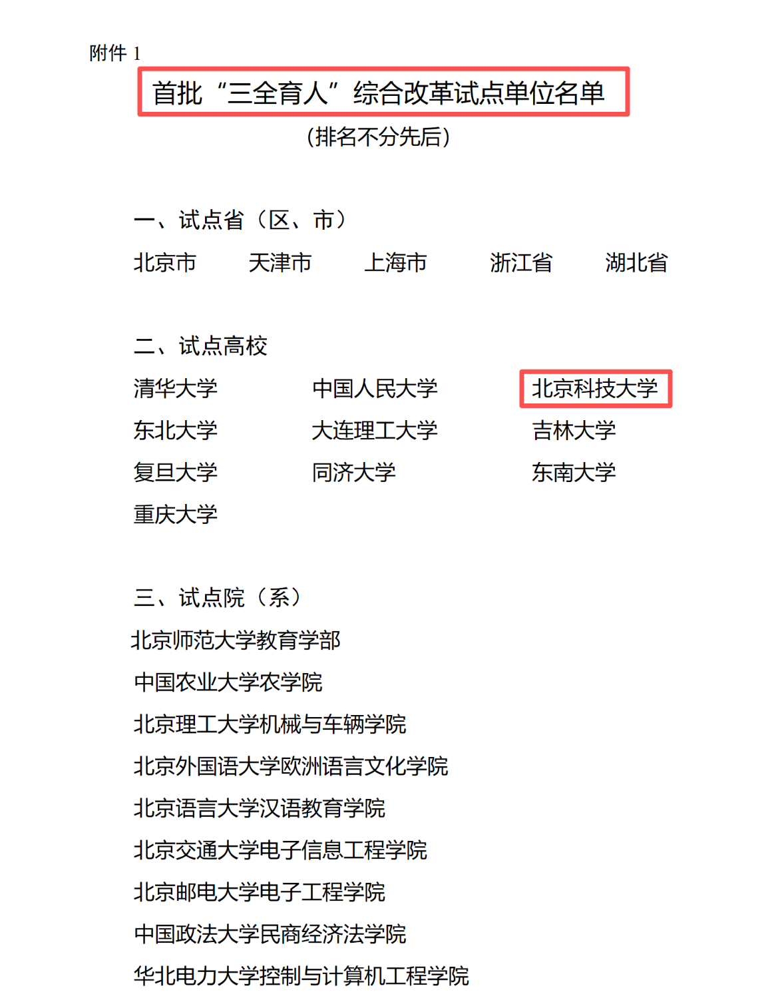 附件 1
首批“三全育人”综合改革试点单位名单
（排名不分先后）
一、试点省（区、市）
北京市 天津市 上海市 浙江省 湖北省
二、试点高校
清华大学 中国人民大学 北京科技大学
东北大学 大连理工大学 吉林大学
复旦大学 同济大学 东南大学
重庆大学
三、试点院（系）
北京师范大学教育学部
中国农业大学农学院
北京理工大学机械与车辆学院
北京外国语大学欧洲语言文化学院
北京语言大学汉语教育学院
北京交通大学电子信息工程学院
北京邮电大学电子工程学院
中国政法大学民商经济法学院
华北电力大学控制与计算机工程学院